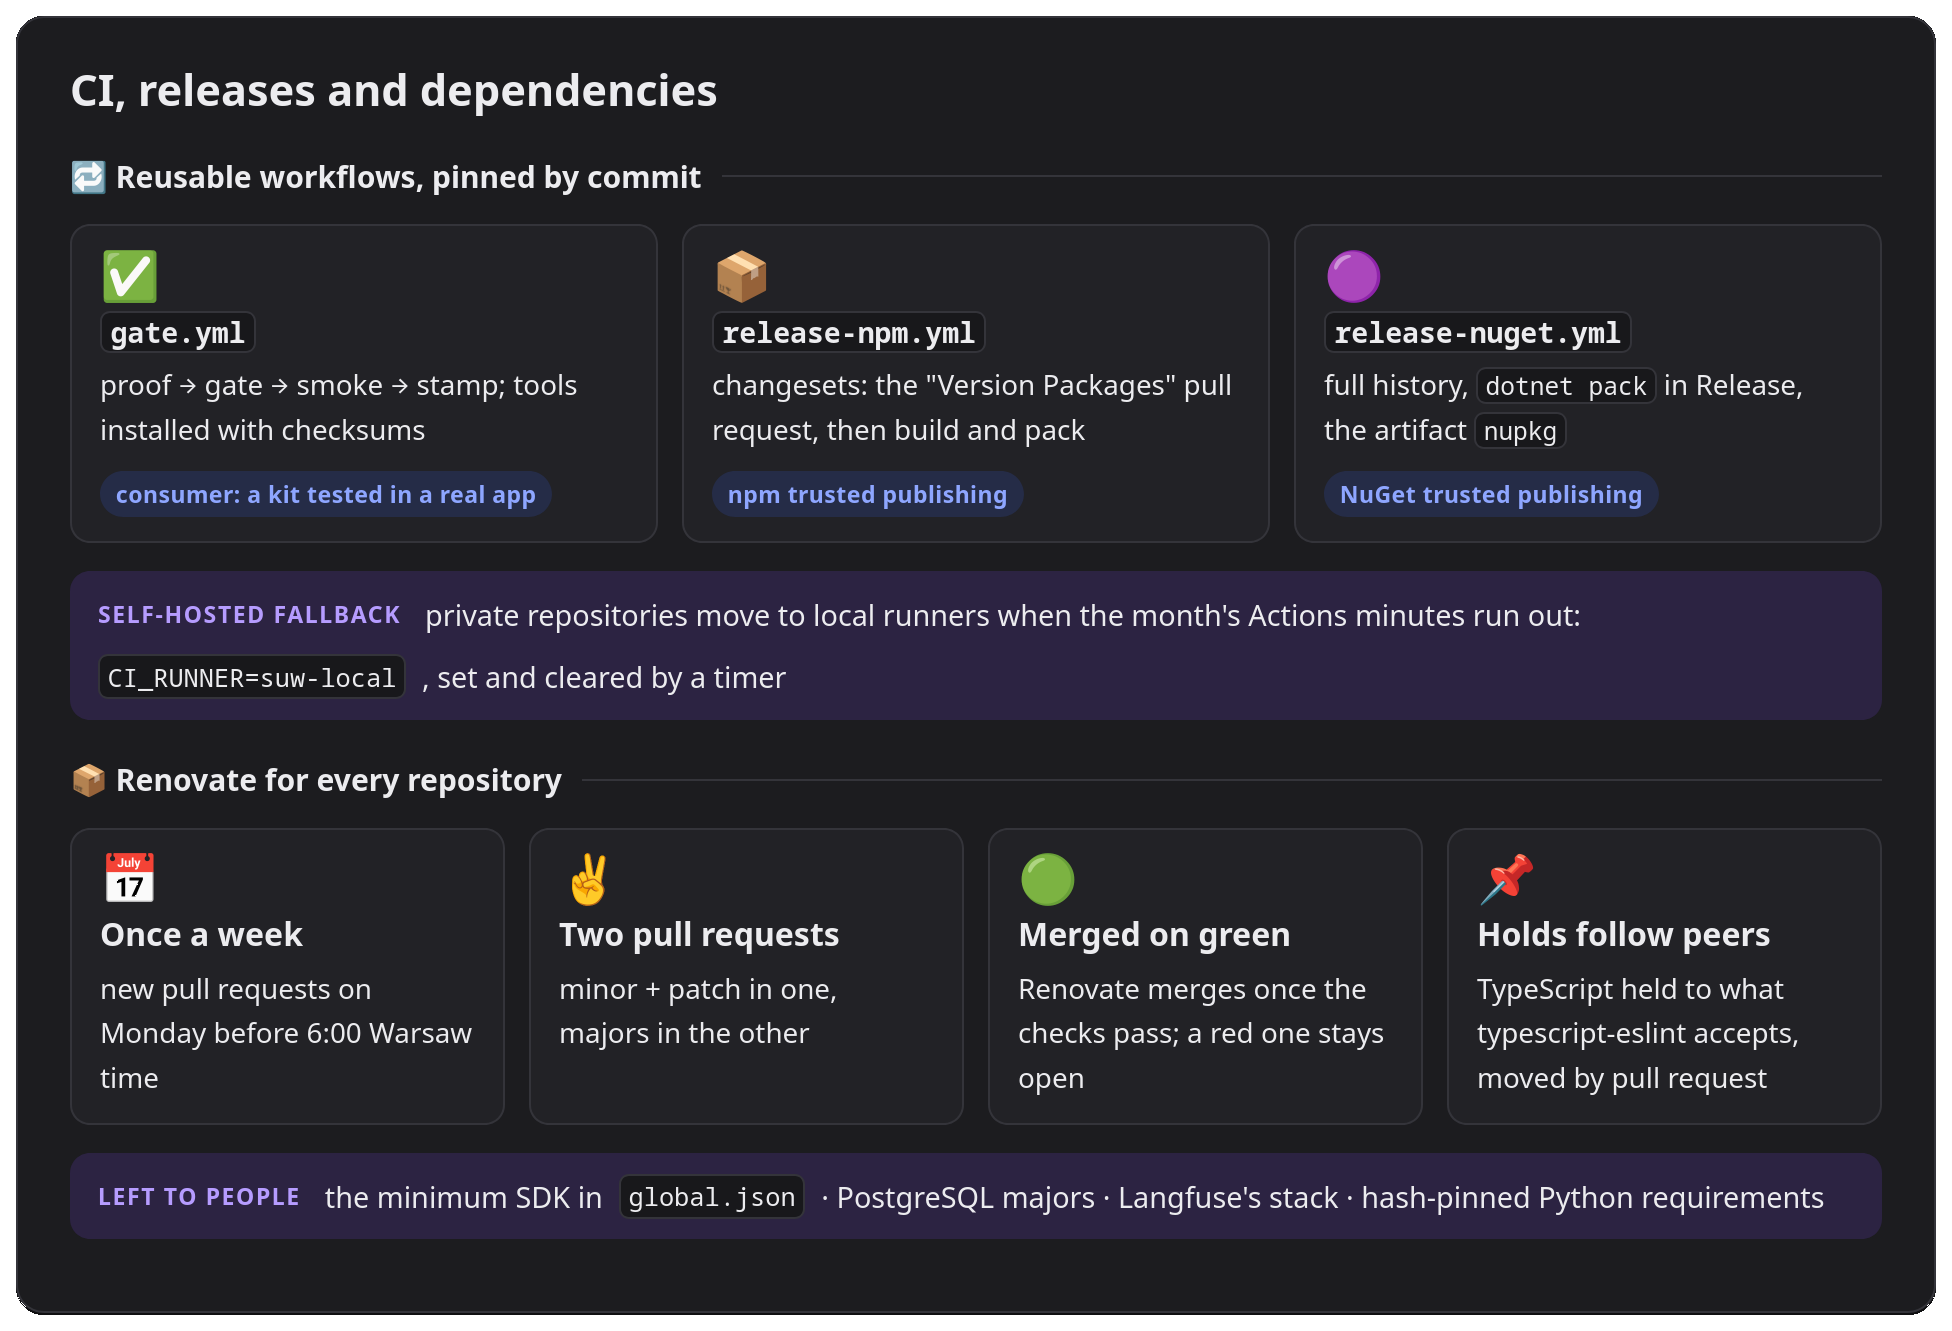 CI, releases and dependencies
Reusable workflows, pinned by commit
gate.yml
proof → gate → smoke → stamp; tools
installed with checksums
consumer: a kit tested in a real app
release-npm.yml
changesets: the "Version Packages" pull
request, then build and pack
npm trusted publishing
release-nuget.yml
full history, dotnet pack in Release,
the artifact nupkg
NuGet trusted publishing
SELF-HOSTED FALLBACK private repositories move to local runners when the month's Actions minutes run out:
CI_RUNNER=suw-local , set and cleared by a timer
Renovate for every repository
July
17
Once a week
new pull requests on
Monday before 6:00 Warsaw
time
Two pull requests
minor + patch in one,
majors in the other
Merged on green
Renovate merges once the
checks pass; a red one stays
open
Holds follow peers
TypeScript held to what
typescript-eslint accepts,
moved by pull request
LEFT TO PEOPLE the minimum SDK in global.json · PostgreSQL majors · Langfuse's stack · hash-pinned Python requirements